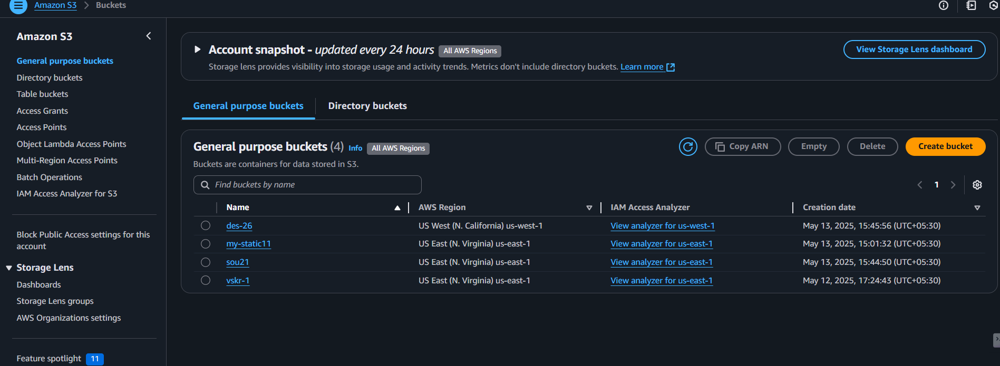 Amazon S3 > Buckets
Amazon S3
General purpose buckets
Directory buckets
Table buckets
Access Grants
Access Points
Object Lambda Access Points
Multi-Region Access Points
Batch Operations
IAM Access Analyzer for S3
Block Public Access settings for this
account
Storage Lens
Dashboards
Storage Lens groups
AWS Organizations settings
Feature spotlight 11
Account snapshot - updated every 24 hours All AWS Regions
View Storage Lens dashboard
Storage lens provides visibility into storage usage and activity trends. Metrics don't include directory buckets. Learn more
General purpose buckets Directory buckets
General purpose buckets (4) Info All AWS Regions
Copy ARN Empty Delete Create bucket
Buckets are containers for data stored in S3.
Find buckets by name
1
Name AWS Region IAM Access Analyzer Creation date
des-26 US West (N. California) us-west-1 View analyzer for us-west-1 May 13, 2025, 15:45:56 (UTC+05:30)
my-static11 US East (N. Virginia) us-east-1 View analyzer for us-east-1 May 13, 2025, 15:01:32 (UTC+05:30)
sou21 US East (N. Virginia) us-east-1 View analyzer for us-east-1 May 13, 2025, 15:44:50 (UTC+05:30)
vskr-1 US East (N. Virginia) us-east-1 View analyzer for us-east-1 May 12, 2025, 17:24:43 (UTC+05:30)